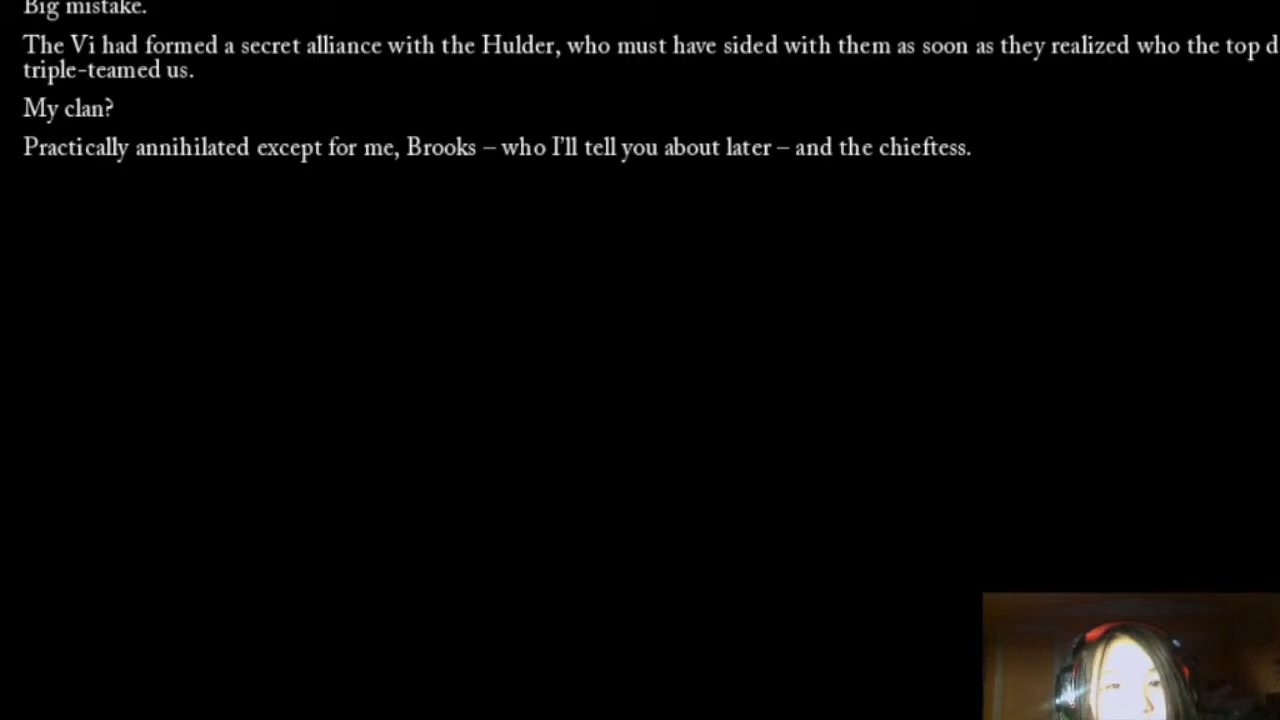 Big mistake.
The Vi had formed a secret alliance with the Hulder, who must have sided with them as soon as they realized who the top
triple-teamed us.
My clan?
Practically annihilated except for me, Brooks – who I'll tell you about later – and the chieftess.